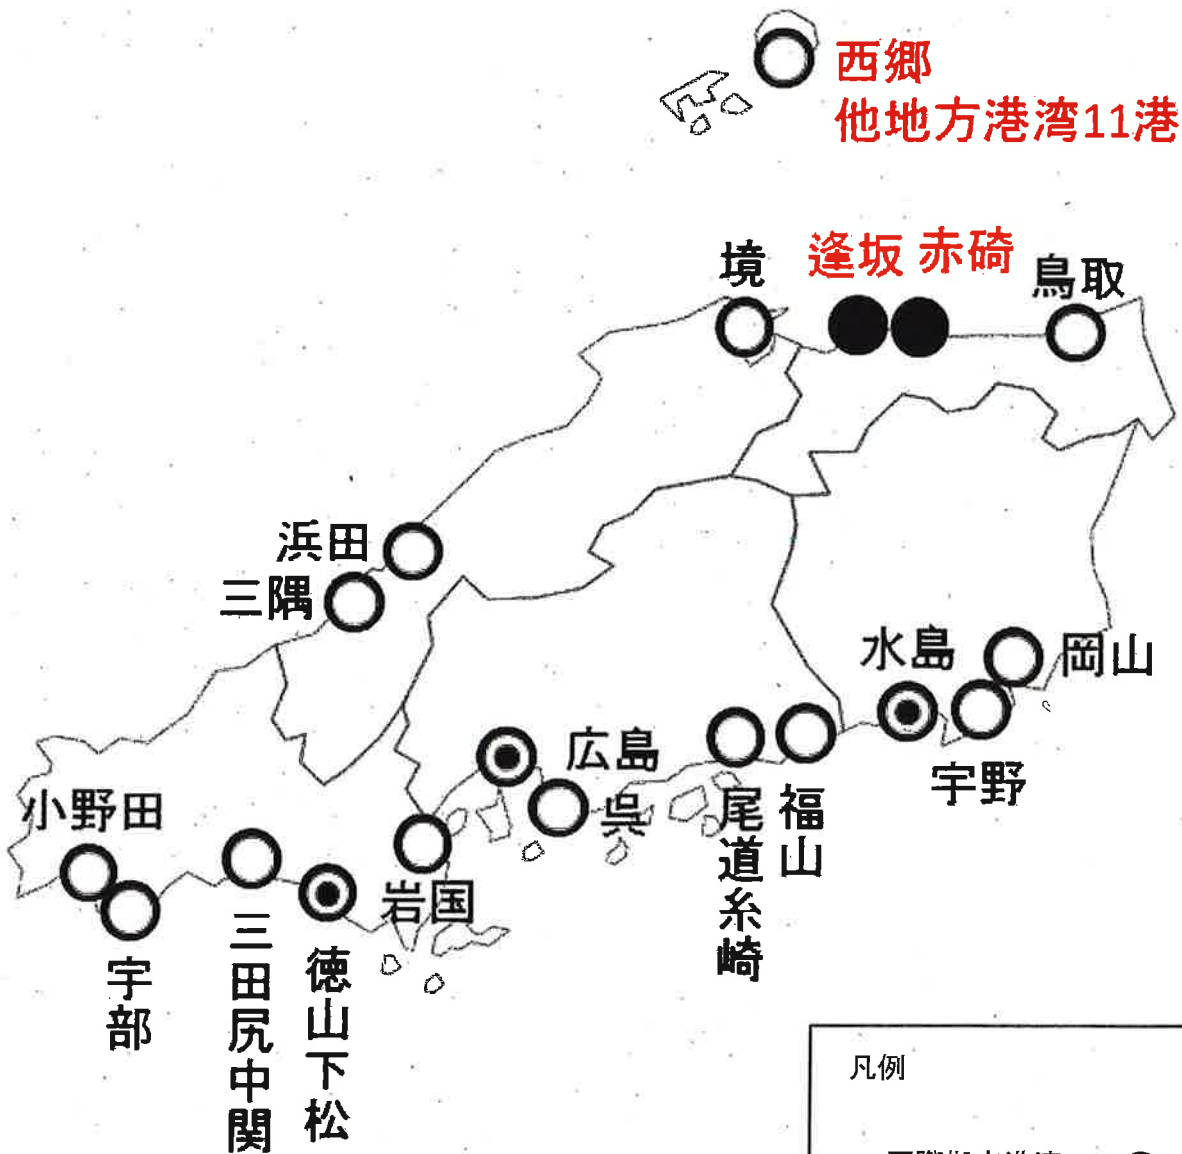 西郷
他地方港湾11港
境
逢坂
赤碕
鳥取
浜田
三隅
水島
岡山
広島
呉
宇野
尾道糸崎
福山
小野田
岩国
宇部
三田尻中関
徳山下松
凡例